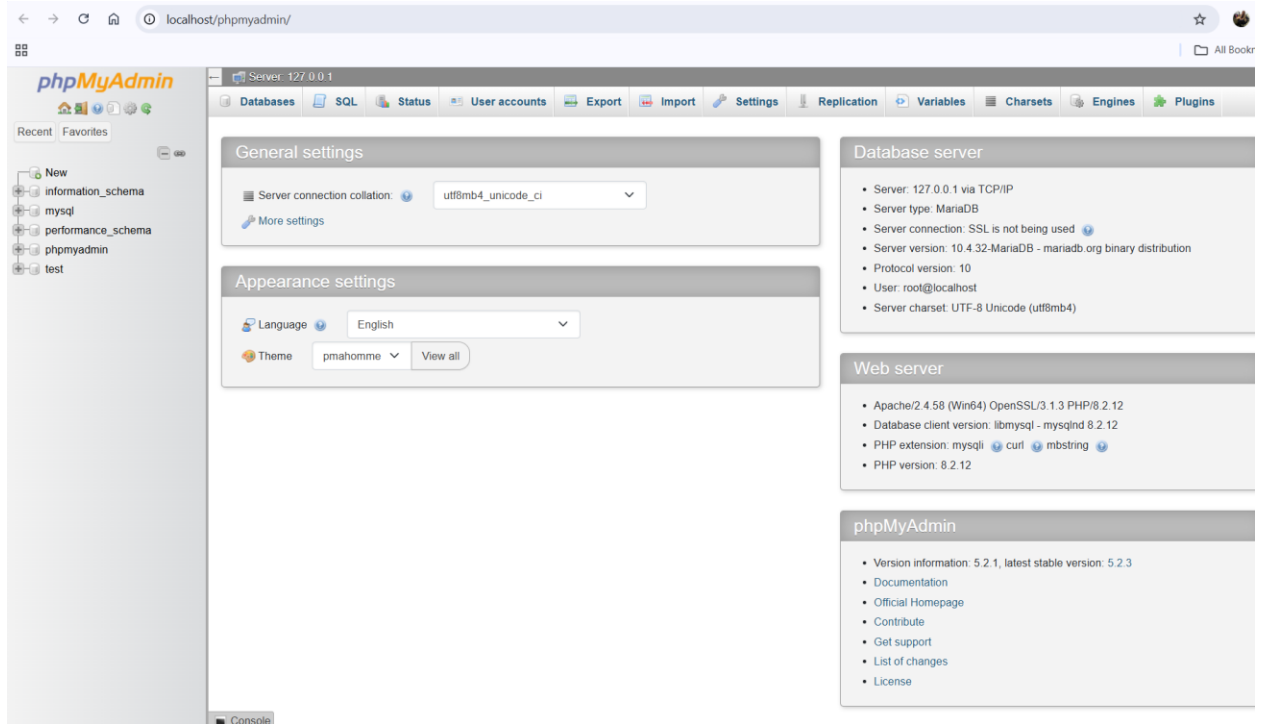 localhost/phpmyadmin/
All Bookr
phpMyAdmin
Recent Favorites
New
information_schema
mysql
performance_schema
phpmyadmin
test
Server: 127.0.0.1
Databases SQL Status User accounts Export Import Settings Replication Variables Charsets Engines Plugins
General settings
Server connection collation: utf8mb4_unicode_ci
More settings
Appearance settings
Language English
Theme pmahomme View all
Database server
Server: 127.0.0.1 via TCP/IP
Server type: MariaDB
Server connection: SSL is not being used
Server version: 10.4.32-MariaDB - mariadb.org binary distribution
Protocol version: 10
User: root@localhost
Server charset: UTF-8 Unicode (utf8mb4)
Web server
Apache/2.4.58 (Win64) OpenSSL/3.1.3 PHP/8.2.12
Database client version: libmysql - mysqlnd 8.2.12
PHP extension: mysqli curl mbstring
PHP version: 8.2.12
phpMyAdmin
Version information: 5.2.1, latest stable version: 5.2.3
Documentation
Official Homepage
Contribute
Get support
List of changes
License
Console